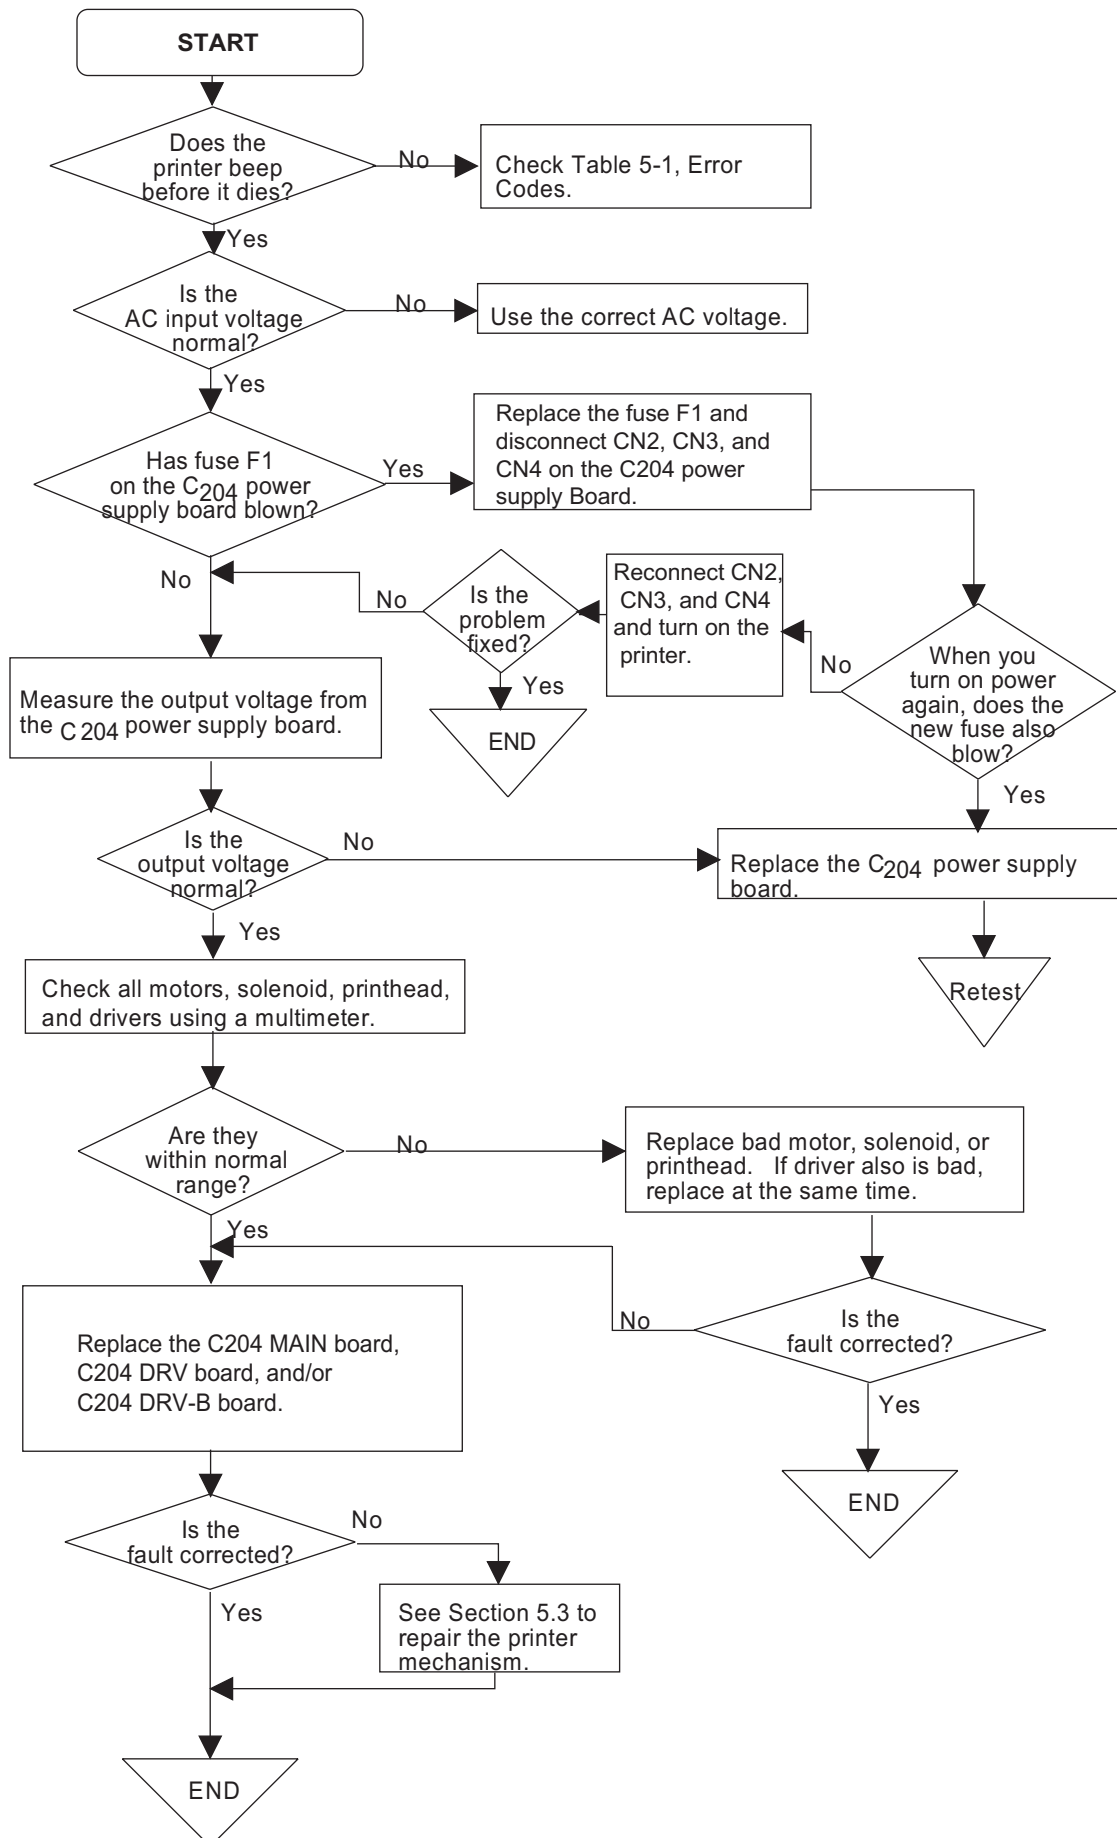 START
Does the
printer beep
before it dies?
No
Check Table 5-1, Error
Codes.
Yes
Is the
AC input voltage
normal?
No
Use the correct AC voltage.
Yes
Has fuse F1
on the C204 power
supply board blown?
Yes
Replace the fuse F1 and
disconnect CN2, CN3, and
CN4 on the C204 power
supply Board.
No
Is the
problem
fixed?
No
Reconnect CN2,
CN3, and CN4
and turn on the
printer.
No
When you
turn on power
again, does the
new fuse also
blow?
Yes
END
Yes
Measure the output voltage from
the C 204 power supply board.
Is the
output voltage
normal?
No
Replace the C204 power supply
board.
Retest
Yes
Check all motors, solenoid, printhead,
and drivers using a multimeter.
Are they
within normal
range?
No
Replace bad motor, solenoid, or
printhead. If driver also is bad,
replace at the same time.
Yes
No
Is the
fault corrected?
Yes
END
Replace the C204 MAIN board,
C204 DRV board, and/or
C204 DRV-B board.
Is the
fault corrected?
No
Yes
See Section 5.3 to
repair the printer
mechanism.
END